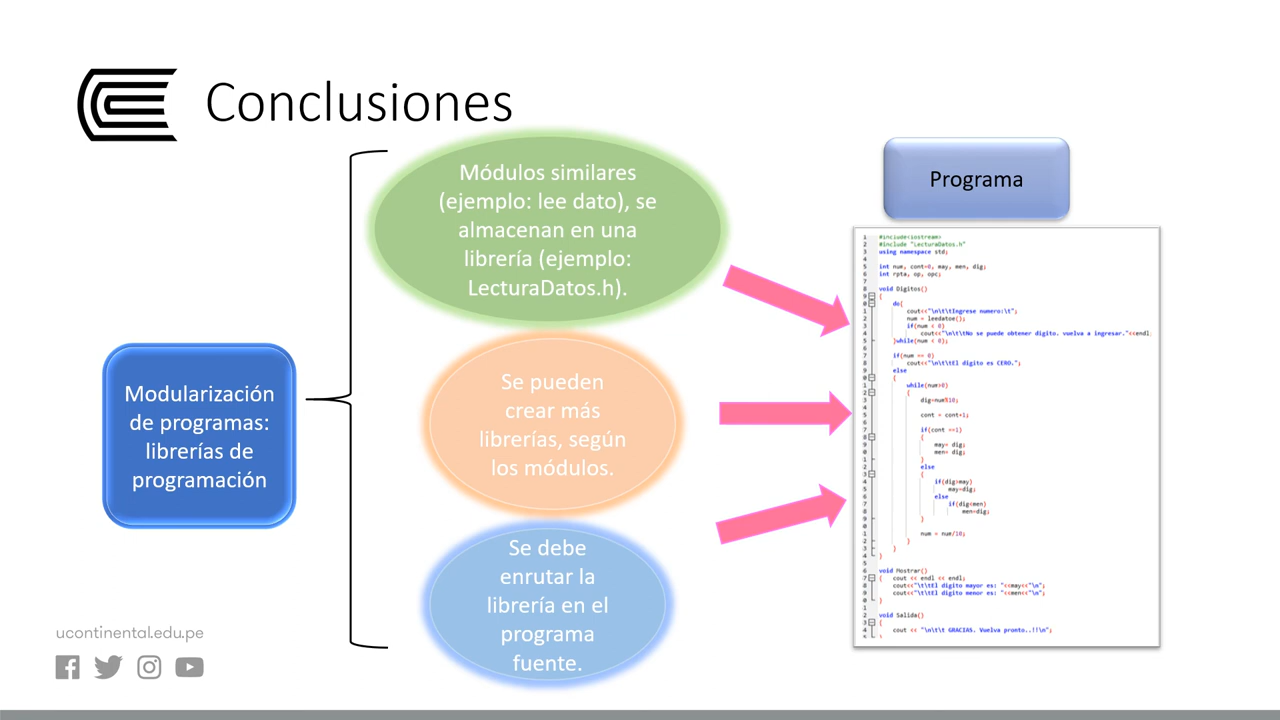 Conclusiones
Módulos similares
(ejemplo: lee dato), se
almacenan en una
librería (ejemplo:
LecturaDatos.h).
Se pueden
crear más
librerías, según
los módulos.
Se debe
enrutar la
librería en el
programa
fuente.
Modularización
de programas:
librerías de
programación
Programa
#include<iostream>
#include "LecturaDatos.h"
using namespace std;
int num, cont=0, may, men, dig;
int rpta, op, opc;
void Digitos()
{
do{
cout<<"\n\t\tIngrese numero:\t";
num = leedatoe();
if(num < 0)
cout<<"\n\t\tNo se puede obtener digito. vuelva a ingresar."<<endl;
}while(num < 0);
if(num == 0)
cout<<"\n\t\tEl digito es CERO.";
else
{
while(num>0)
{
dig=num%10;
cont = cont+1;
if(cont ==1)
{
may= dig;
men= dig;
}
else
{
if(dig>may)
may=dig;
else
if(dig<men)
men=dig;
}
num = num/10;
}
}
}
void Mostrar()
{ cout << endl << endl;
cout<<"\t\tEl digito mayor es: "<<may<<"\n";
cout<<"\t\tEl digito menor es: "<<men<<"\n";
}
void Salida()
{
cout << "\n\t\t GRACIAS. Vuelva pronto..!!\n";
ucontinental.edu.pe